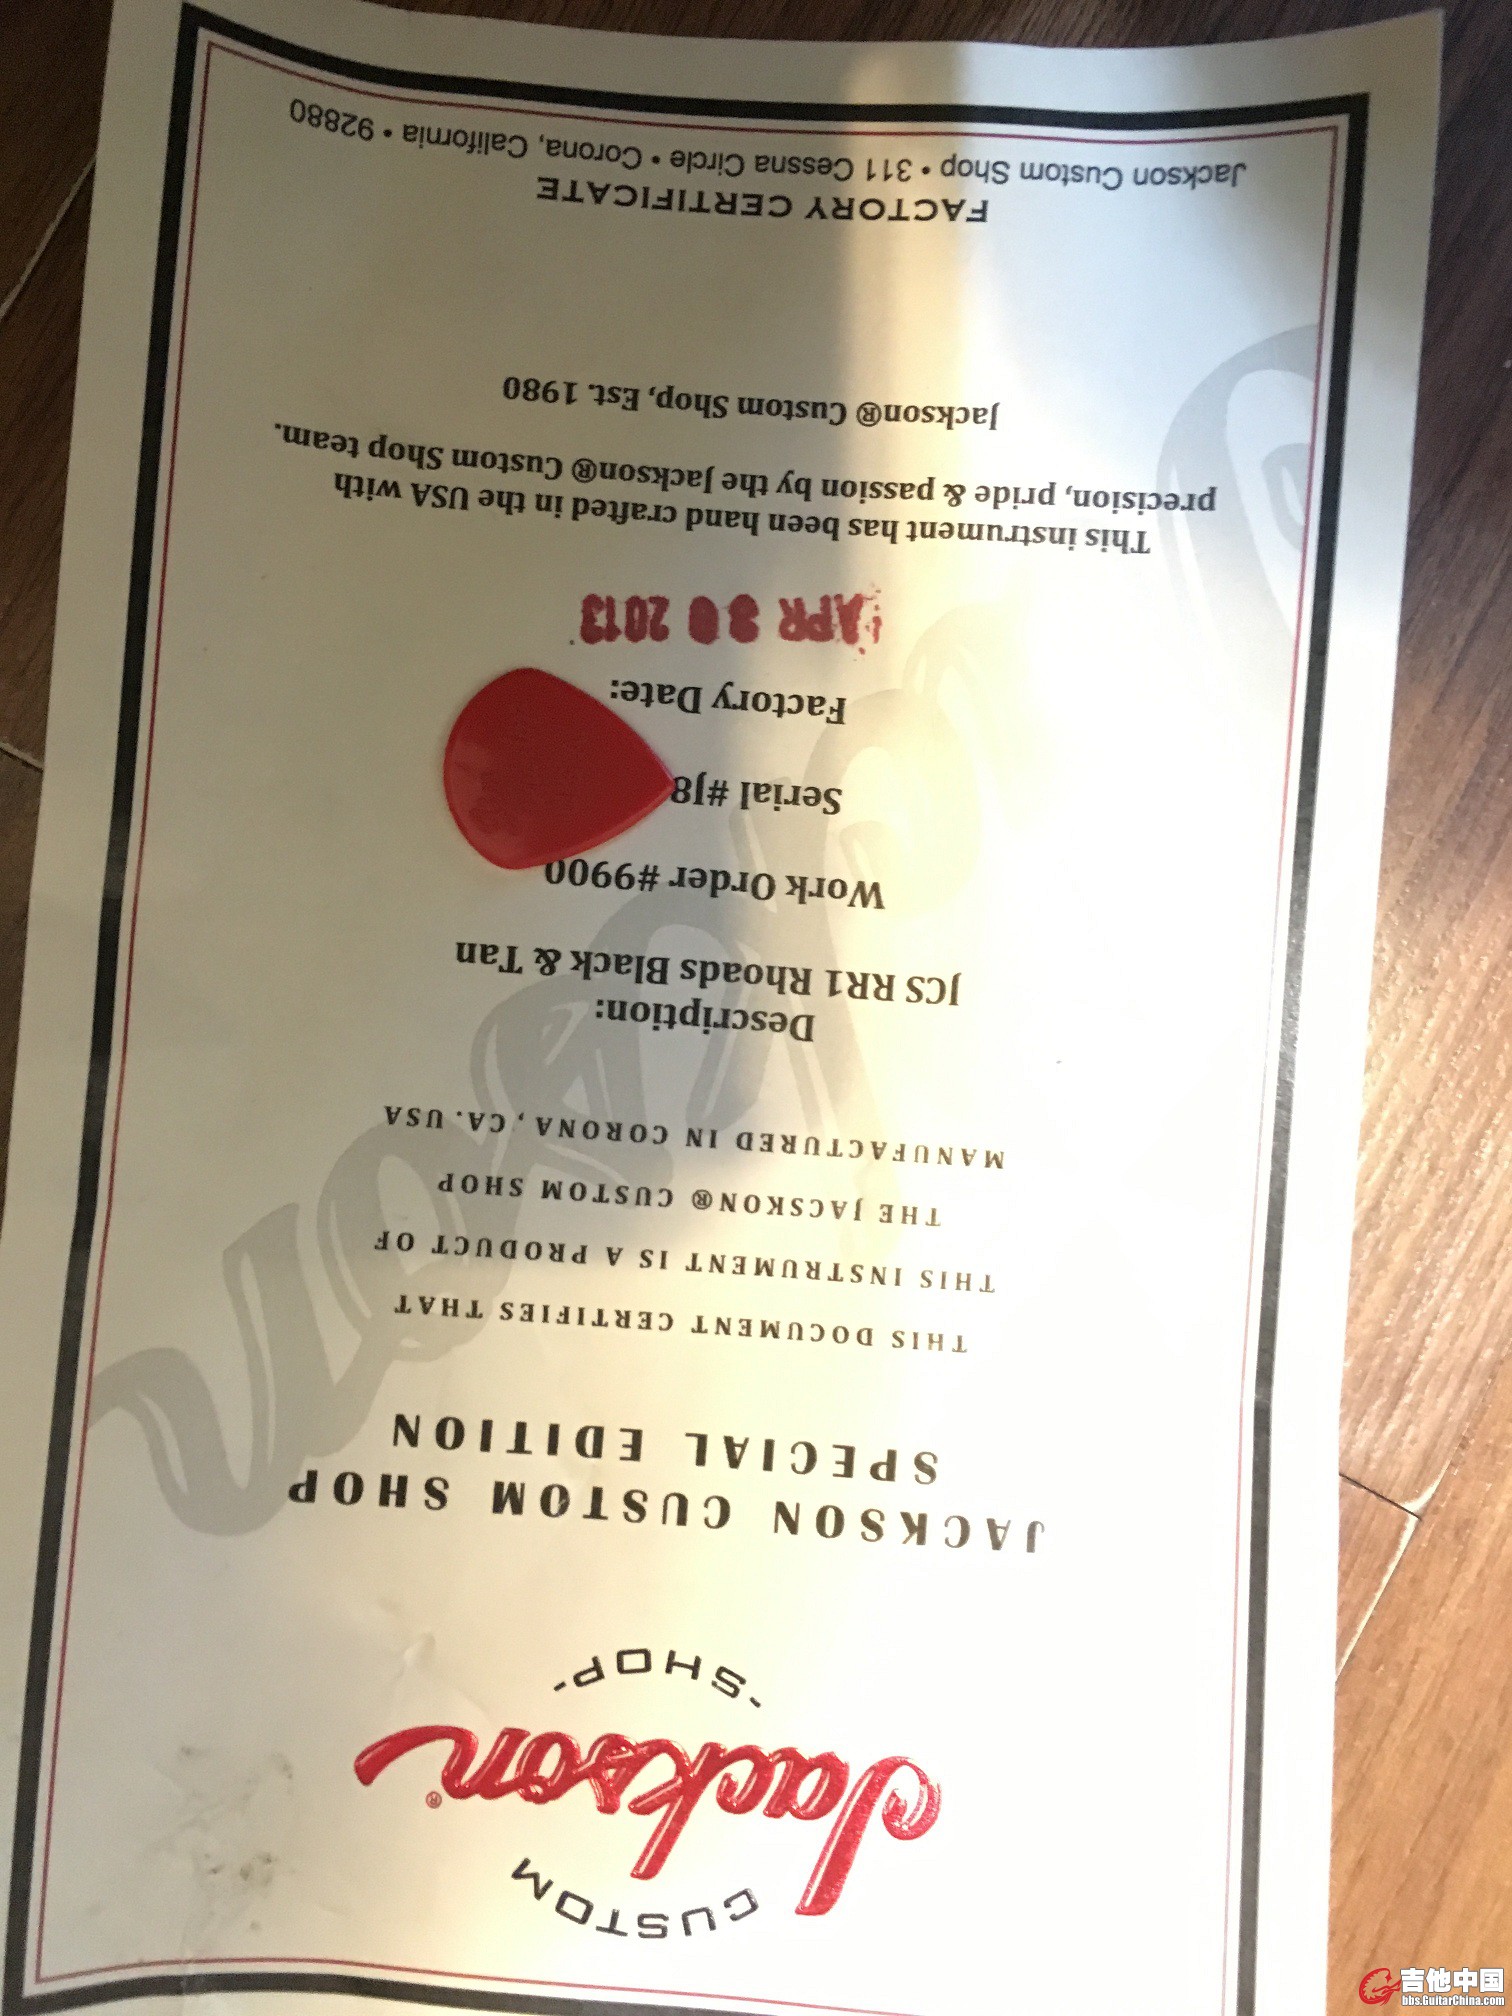 CUSTOM
Jackson®
-SHOP-
JACKSON CUSTOM SHOP
SPECIAL EDITION
THIS DOCUMENT CERTIFIES THAT
THIS INSTRUMENT IS A PRODUCT OF
THE JACSKON® CUSTOM SHOP
MANUFACTURED IN CORONA, CA. USA
Description:
JCS RR1 Rhoads Black & Tan
Work Order #9900
Serial #J8
Factory Date:
APR 30 2013
This instrument has been hand crafted in the USA with
precision, pride & passion by the Jackson® Custom Shop team.
Jackson® Custom Shop, Est. 1980
FACTORY CERTIFICATE
Jackson Custom Shop • 311 Cessna Circle • Corona, California • 92880
吉他中国
bbs.GuitarChina.com